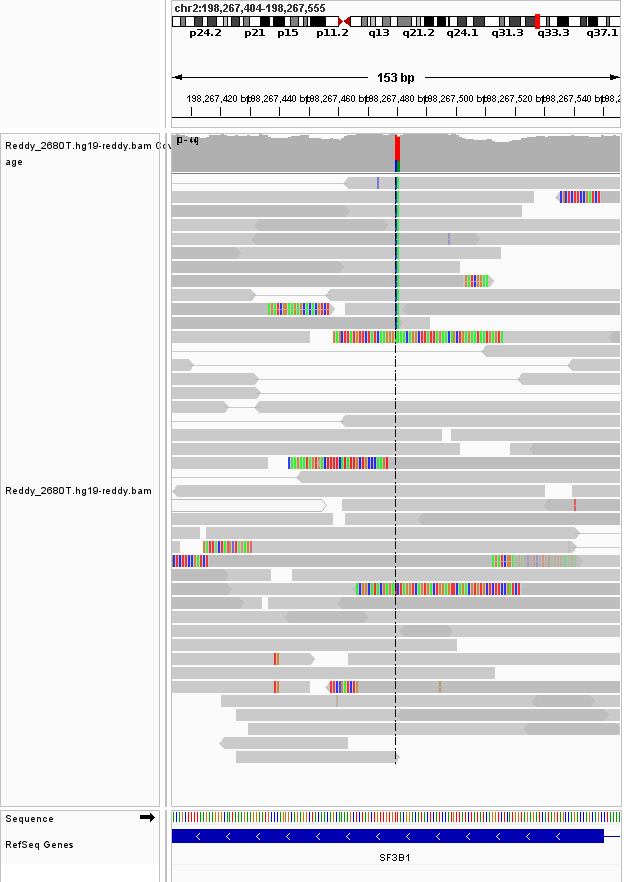 chr2:198,267,404-198,267,555
p24.2 p21 p15 p11.2 q13 q21.2 q24.1 q31.3 q33.3 q37.1
153 bp
198,267,420 bp 198,267,440 bp 198,267,460 bp 198,267,480 bp 198,267,500 bp 198,267,520 bp 198,267,540 bp
Reddy_2680T.hg19-reddy.bam Cov
age
Reddy_2680T.hg19-reddy.bam
Sequence
RefSeq Genes
SF3B1